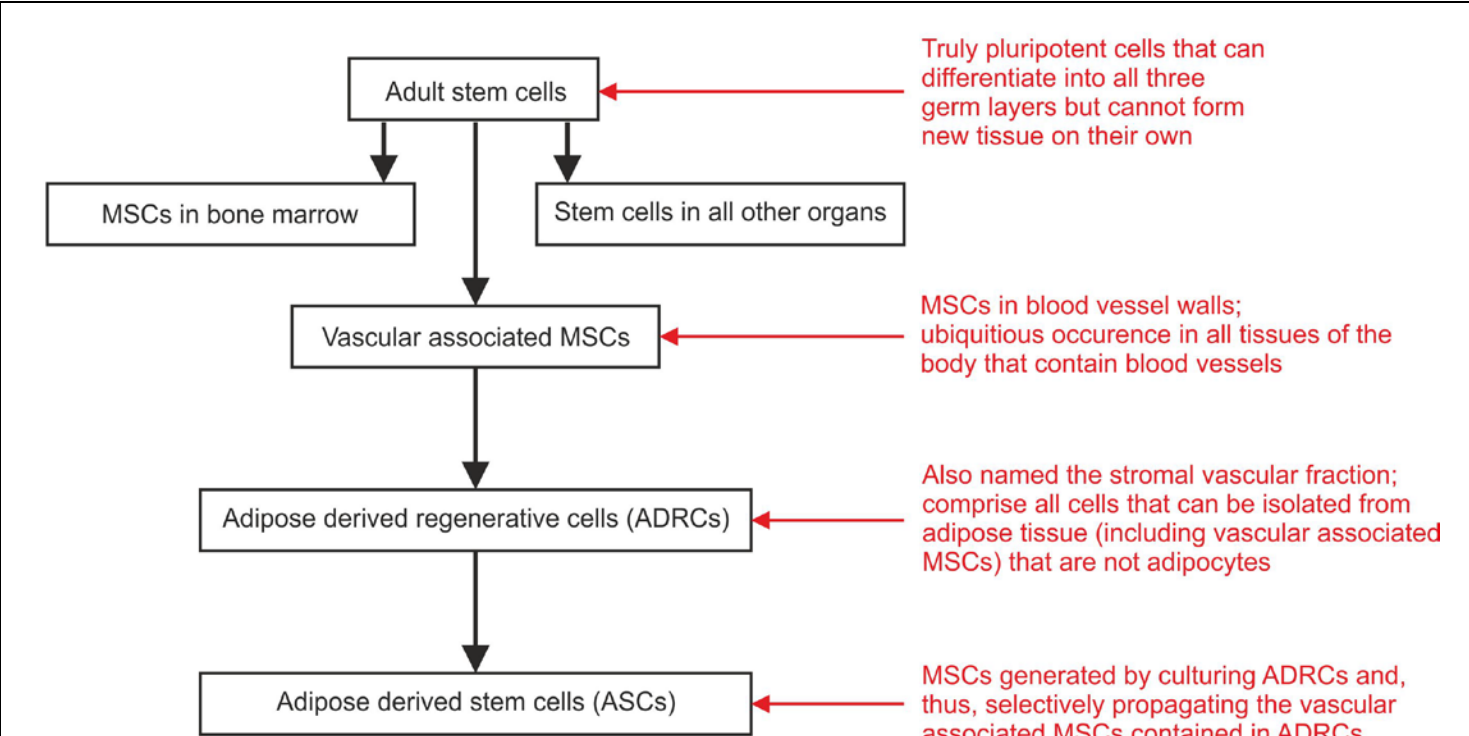 Adult stem cells
Truly pluripotent cells that can
differentiate into all three
germ layers but cannot form
new tissue on their own
MSCs in bone marrow
Stem cells in all other organs
Vascular associated MSCs
MSCs in blood vessel walls;
ubiquitious occurence in all tissues of the
body that contain blood vessels
Adipose derived regenerative cells (ADRCs)
Also named the stromal vascular fraction;
comprise all cells that can be isolated from
adipose tissue (including vascular associated
MSCs) that are not adipocytes
Adipose derived stem cells (ASCs)
MSCs generated by culturing ADRCs and,
thus, selectively propagating the vascular
associated MSCs contained in ADRCs